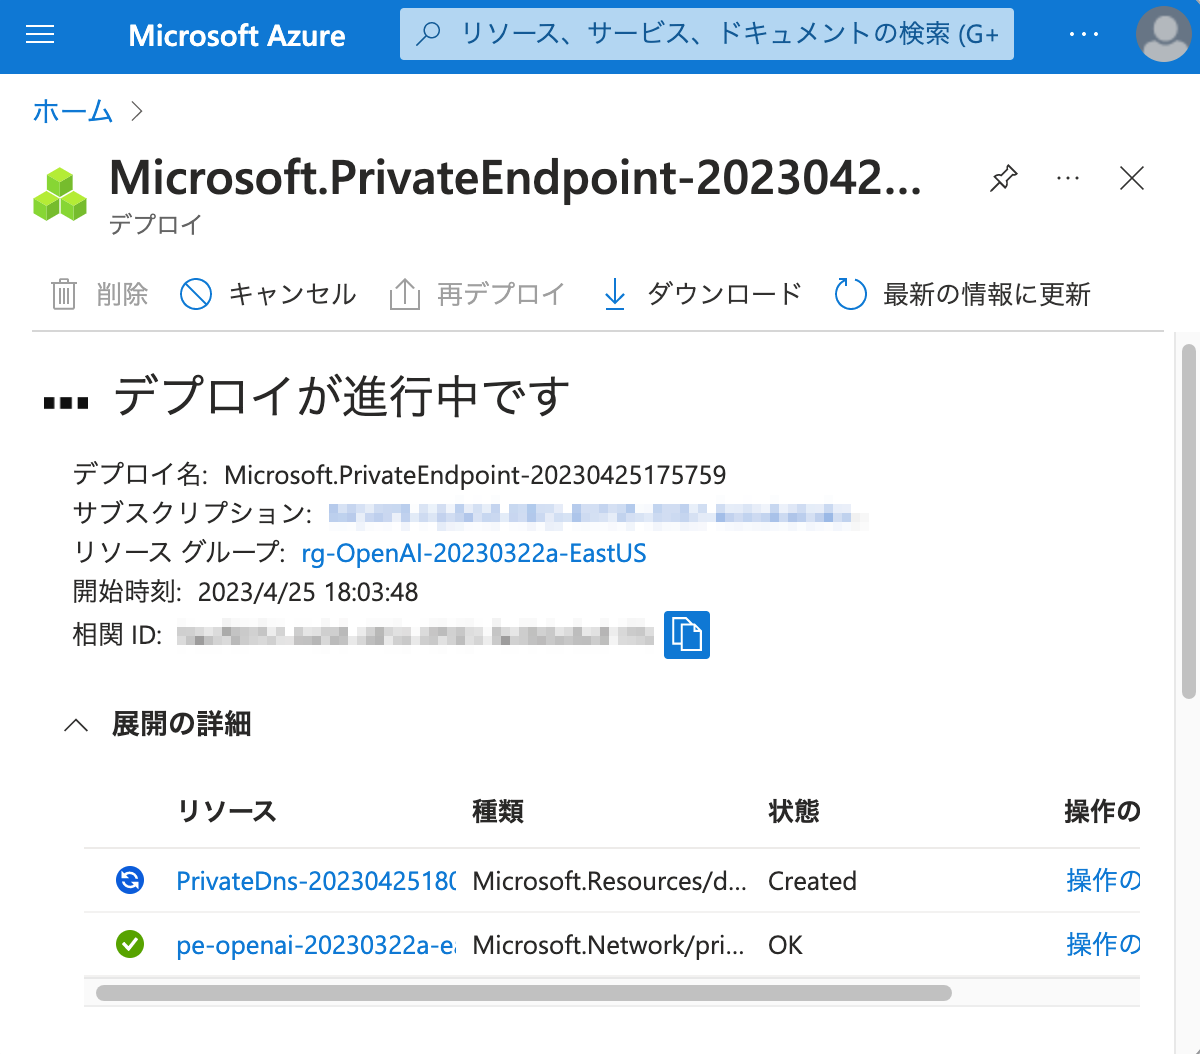 Microsoft Azure
リソース、サービス、ドキュメントの検索 (G+
ホーム
Microsoft.PrivateEndpoint-2023042...
デプロイ
削除 キャンセル 再デプロイ ダウンロード 最新の情報に更新
デプロイが進行中です
デプロイ名: Microsoft.PrivateEndpoint-20230425175759
サブスクリプション:
リソース グループ: rg-OpenAI-20230322a-EastUS
開始時刻: 2023/4/25 18:03:48
相関 ID:
展開の詳細
リソース 種類 状態 操作の
PrivateDns-2023042518 Microsoft.Resources/d... Created 操作の
pe-openai-20230322a-e Microsoft.Network/pri... OK 操作の